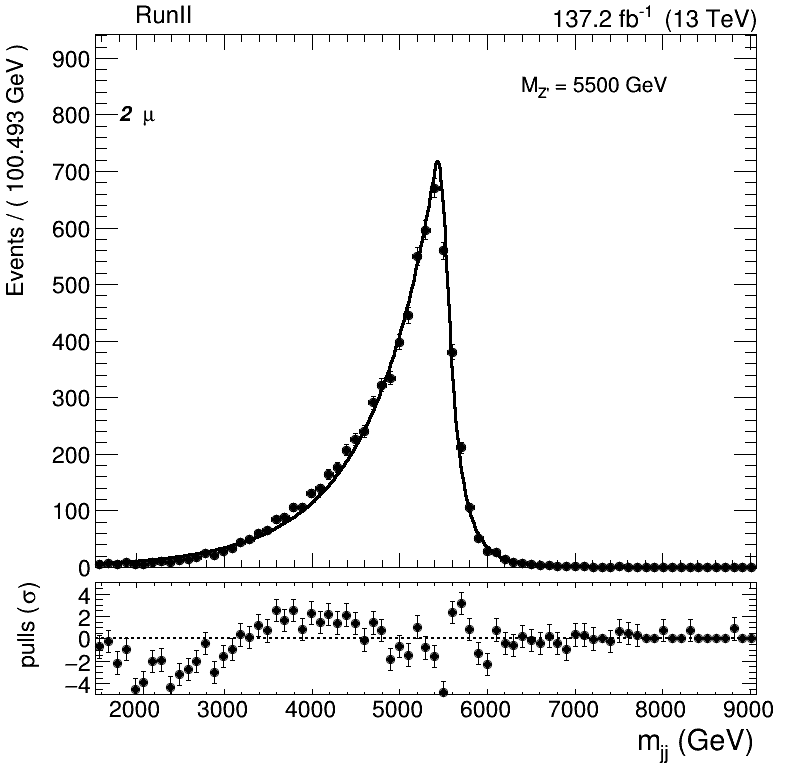 RunII 137.2 fb-1 (13 TeV)
Events / ( 100.493 GeV )
900
MZ' = 5500 GeV
800
2 μ
700
600
500
400
300
200
100
0
pulls (σ)
4
2
0
−2
−4
2000 3000 4000 5000 6000 7000 8000 9000
mjj (GeV)